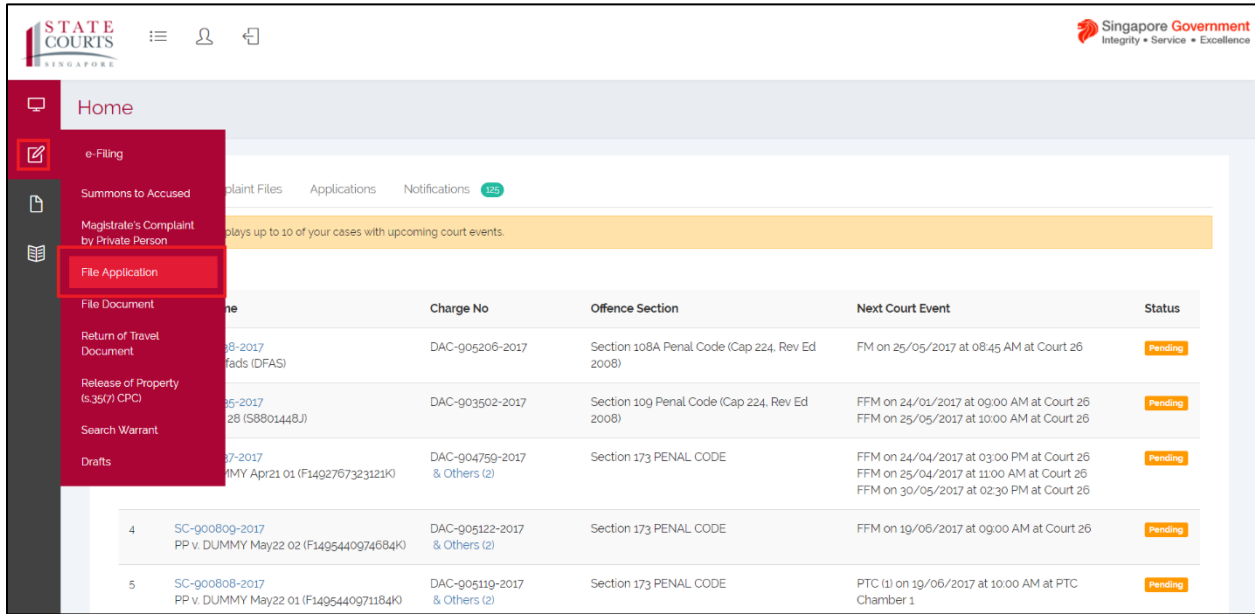 STATE
COURTS
SINGAPORE
Singapore Government
Integrity • Service • Excellence
Home
e-Filing
Summons to Accused
Magistrate's Complaint
by Private Person
File Application
File Document
Return of Travel
Document
Release of Property
(s.35(7) CPC)
Search Warrant
Drafts
plaint Files Applications Notifications 125
plays up to 10 of your cases with upcoming court events.
me Charge No Offence Section Next Court Event Status
38-2017 DAC-905206-2017 Section 108A Penal Code (Cap 224, Rev Ed FM on 25/05/2017 at 08:45 AM at Court 26 Pending
fads (DFAS) 2008)
35-2017 DAC-903502-2017 Section 109 Penal Code (Cap 224, Rev Ed FFM on 24/01/2017 at 09:00 AM at Court 26 Pending
28 (S8801448J) 2008) FFM on 25/05/2017 at 10:00 AM at Court 26
37-2017 DAC-904759-2017 Section 173 PENAL CODE FFM on 24/04/2017 at 03:00 PM at Court 26 Pending
MMY Apr21 01 (F1492767323121K) & Others (2) FFM on 25/04/2017 at 11:00 AM at Court 26
FFM on 30/05/2017 at 02:30 PM at Court 26
4 SC-900809-2017 DAC-905122-2017 Section 173 PENAL CODE FFM on 19/06/2017 at 09:00 AM at Court 26 Pending
PP v. DUMMY May22 02 (F1495440974684K) & Others (2)
5 SC-900808-2017 DAC-905119-2017 Section 173 PENAL CODE PTC (1) on 19/06/2017 at 10:00 AM at PTC Pending
PP v. DUMMY May22 01 (F1495440971184K) & Others (2) Chamber 1